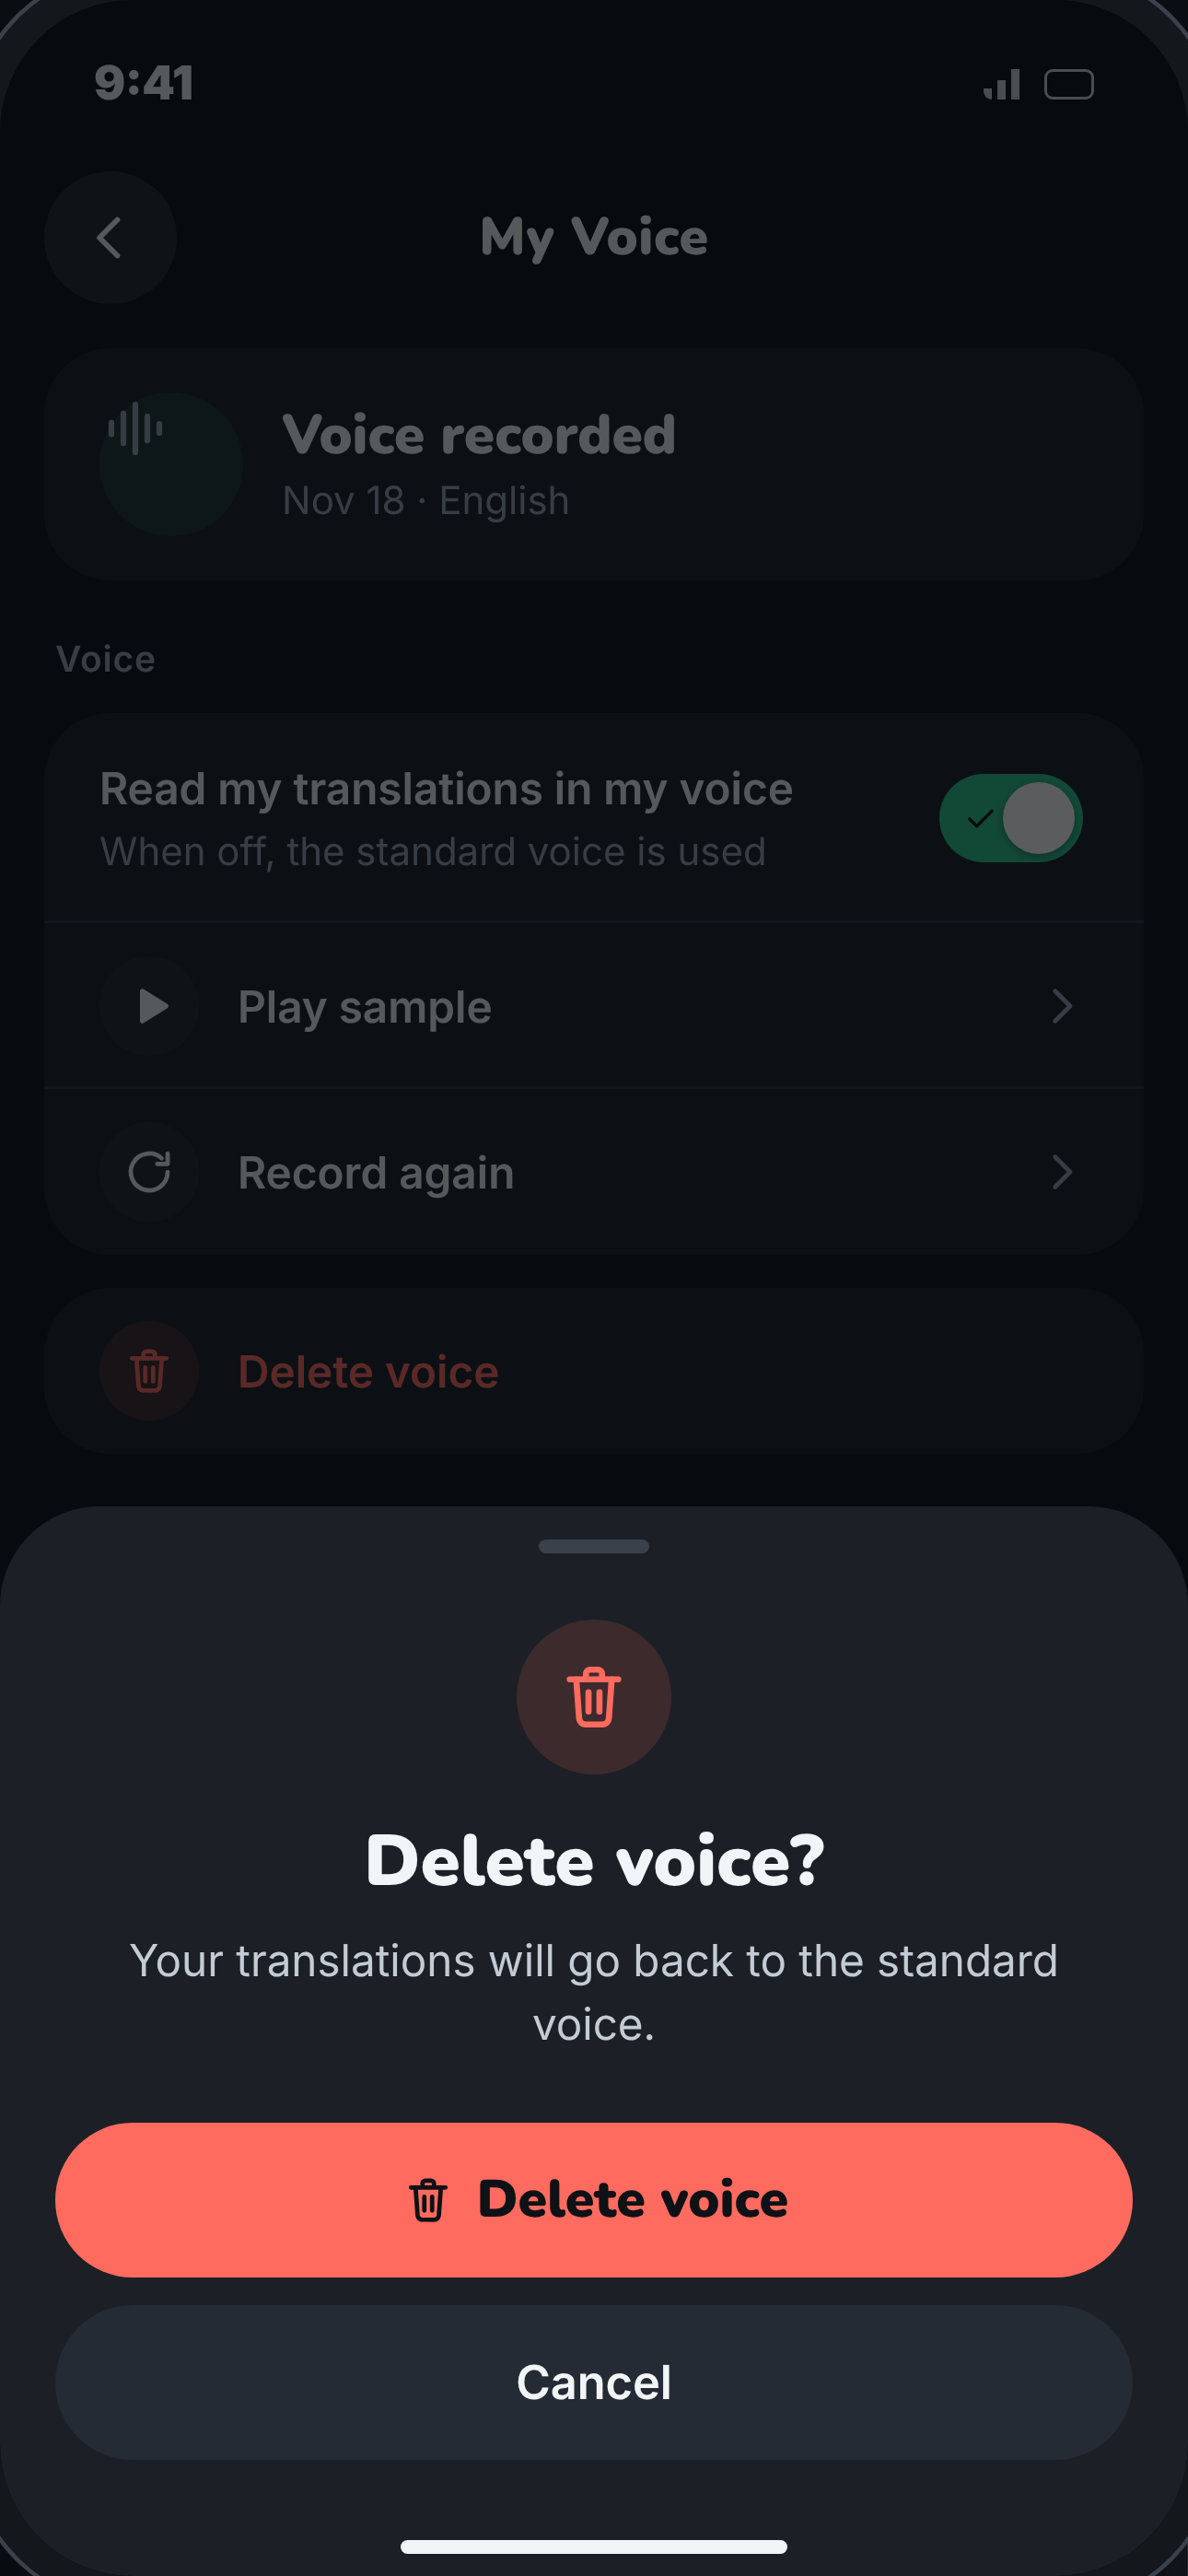 9:41
My Voice
Voice recorded
Nov 18 · English
Voice
Read my translations in my voice
When off, the standard voice is used
Play sample
Record again
Delete voice
Delete voice?
Your translations will go back to the standard
voice.
Delete voice
Cancel